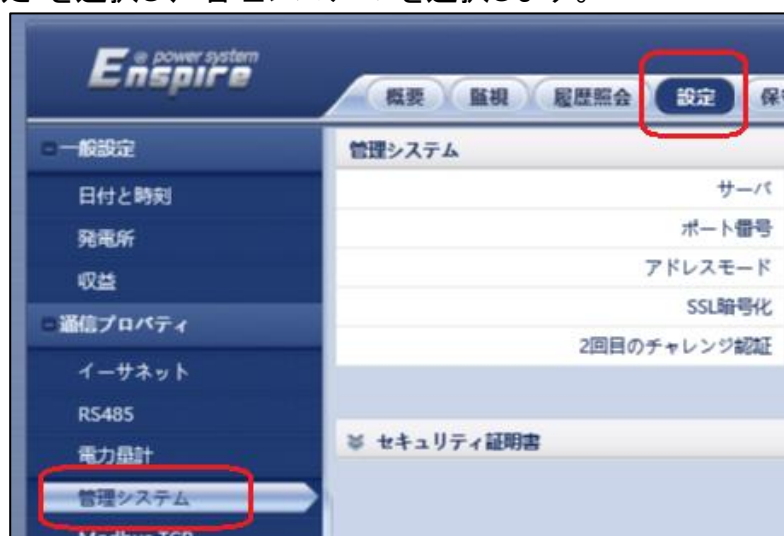 を選択し、管理システムを選択します。
e power system
Enspire
概要 監視 履歴照会 設定
一般設定
管理システム
日付と時刻
サーバ
発電所
ポート番号
収益
アドレスモード
通信プロパティ
SSL暗号化
イーサネット
2回目のチャレンジ認証
RS485
電力量計
セキュリティ証明書
管理システム
Modbus TCP